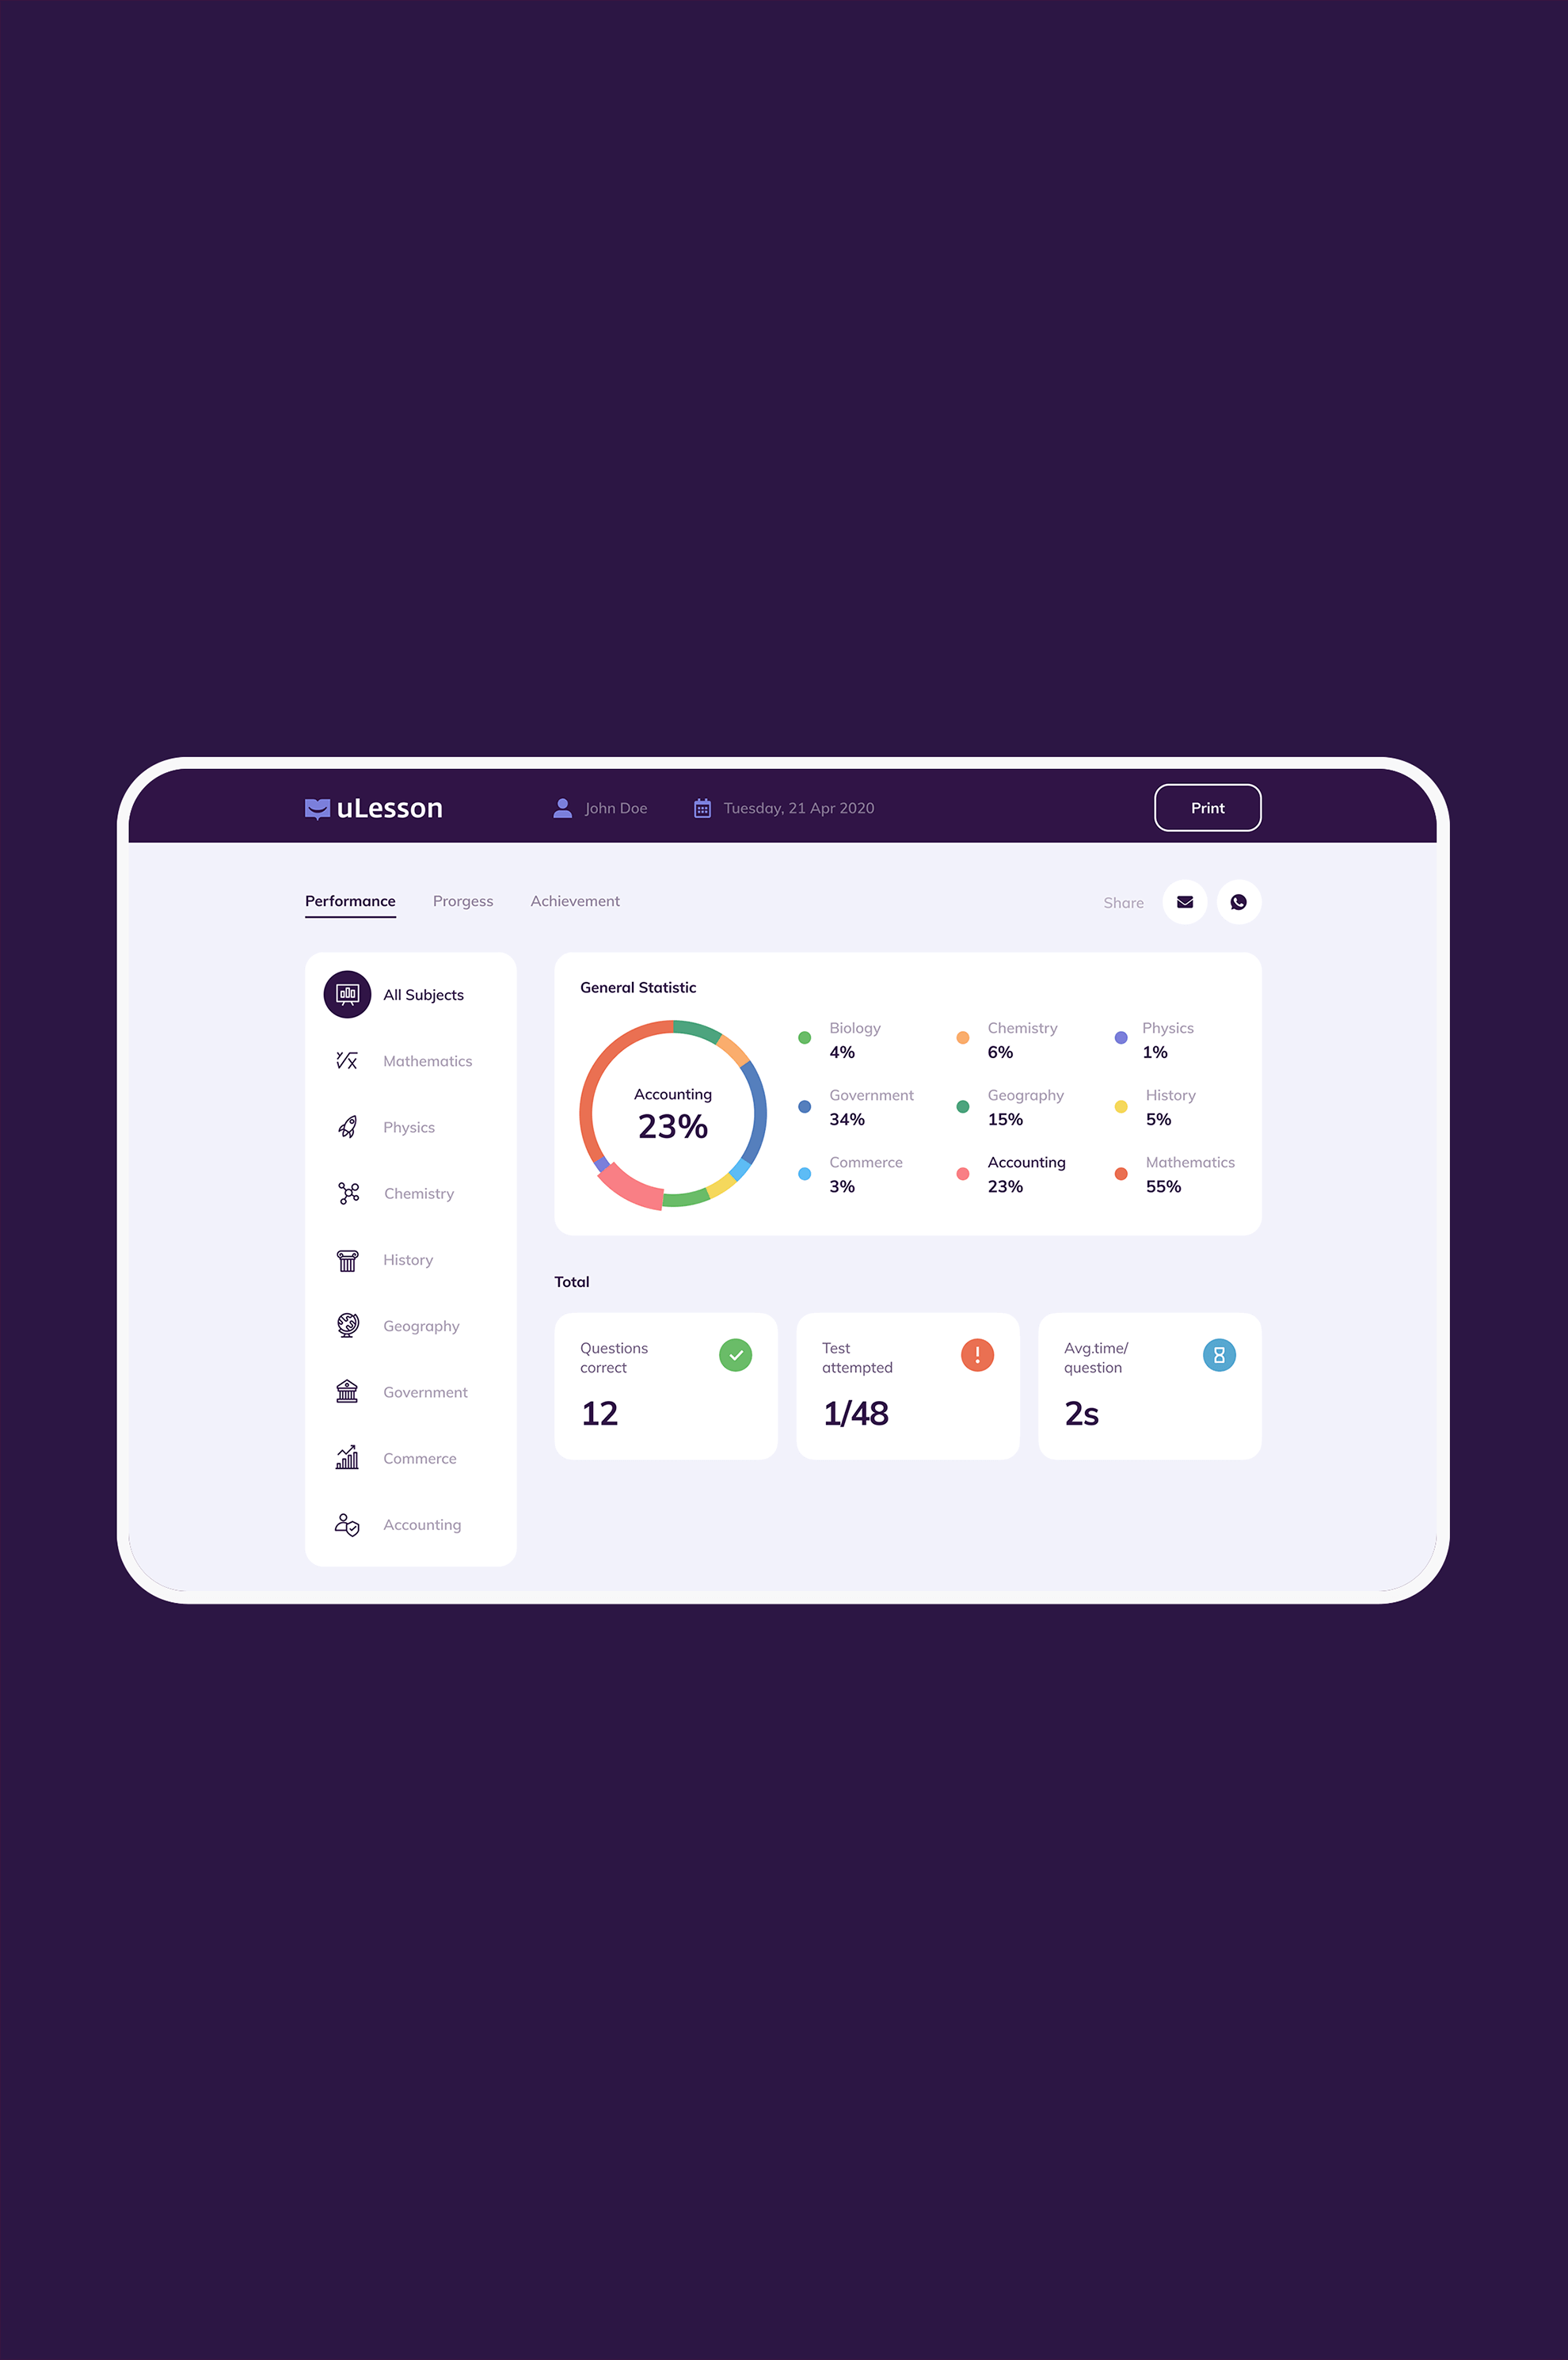 uLesson
John Doe
Tuesday, 21 Apr 2020
Print
Performance
Prorgess
Achievement
Share
All Subjects
Mathematics
Physics
Chemistry
History
Geography
Government
Commerce
Accounting
General Statistic
Accounting
23%
Biology
4%
Chemistry
6%
Physics
1%
Government
34%
Geography
15%
History
5%
Commerce
3%
Accounting
23%
Mathematics
55%
Total
Questions
correct
12
Test
attempted
1/48
Avg.time/
question
2s